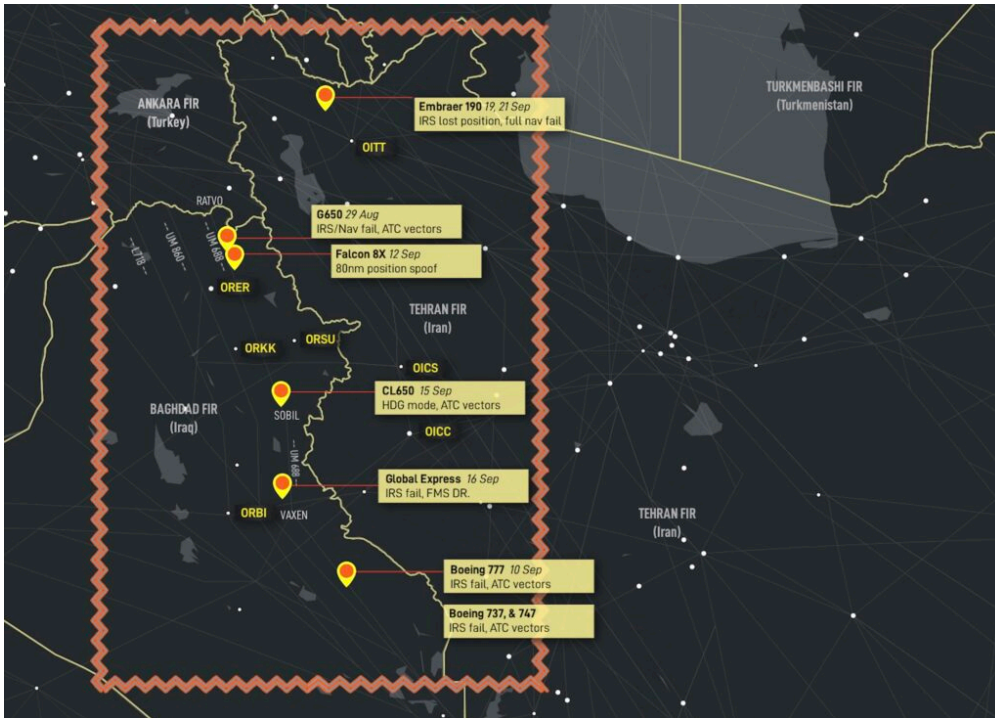 ANKARA FIR
(Turkey)
TURKMENBASHI FIR
(Turkmenistan)
Embraer 190 19, 21 Sep
IRS lost position, full nav fail
OITT
RATVO
G650 29 Aug
IRS/Nav fail, ATC vectors
Falcon 8X 12 Sep
80nm position spoof
-- L718 --
-- UM 860 --
-- UM 688 --
ORER
TEHRAN FIR
(Iran)
ORKK
ORSU
OICS
CL650 15 Sep
HDG mode, ATC vectors
SOBIL
BAGHDAD FIR
(Iraq)
OICC
-- UM 688 --
Global Express 16 Sep
IRS fail, FMS DR.
ORBI
VAXEN
TEHRAN FIR
(Iran)
Boeing 777 10 Sep
IRS fail, ATC vectors
Boeing 737, & 747
IRS fail, ATC vectors